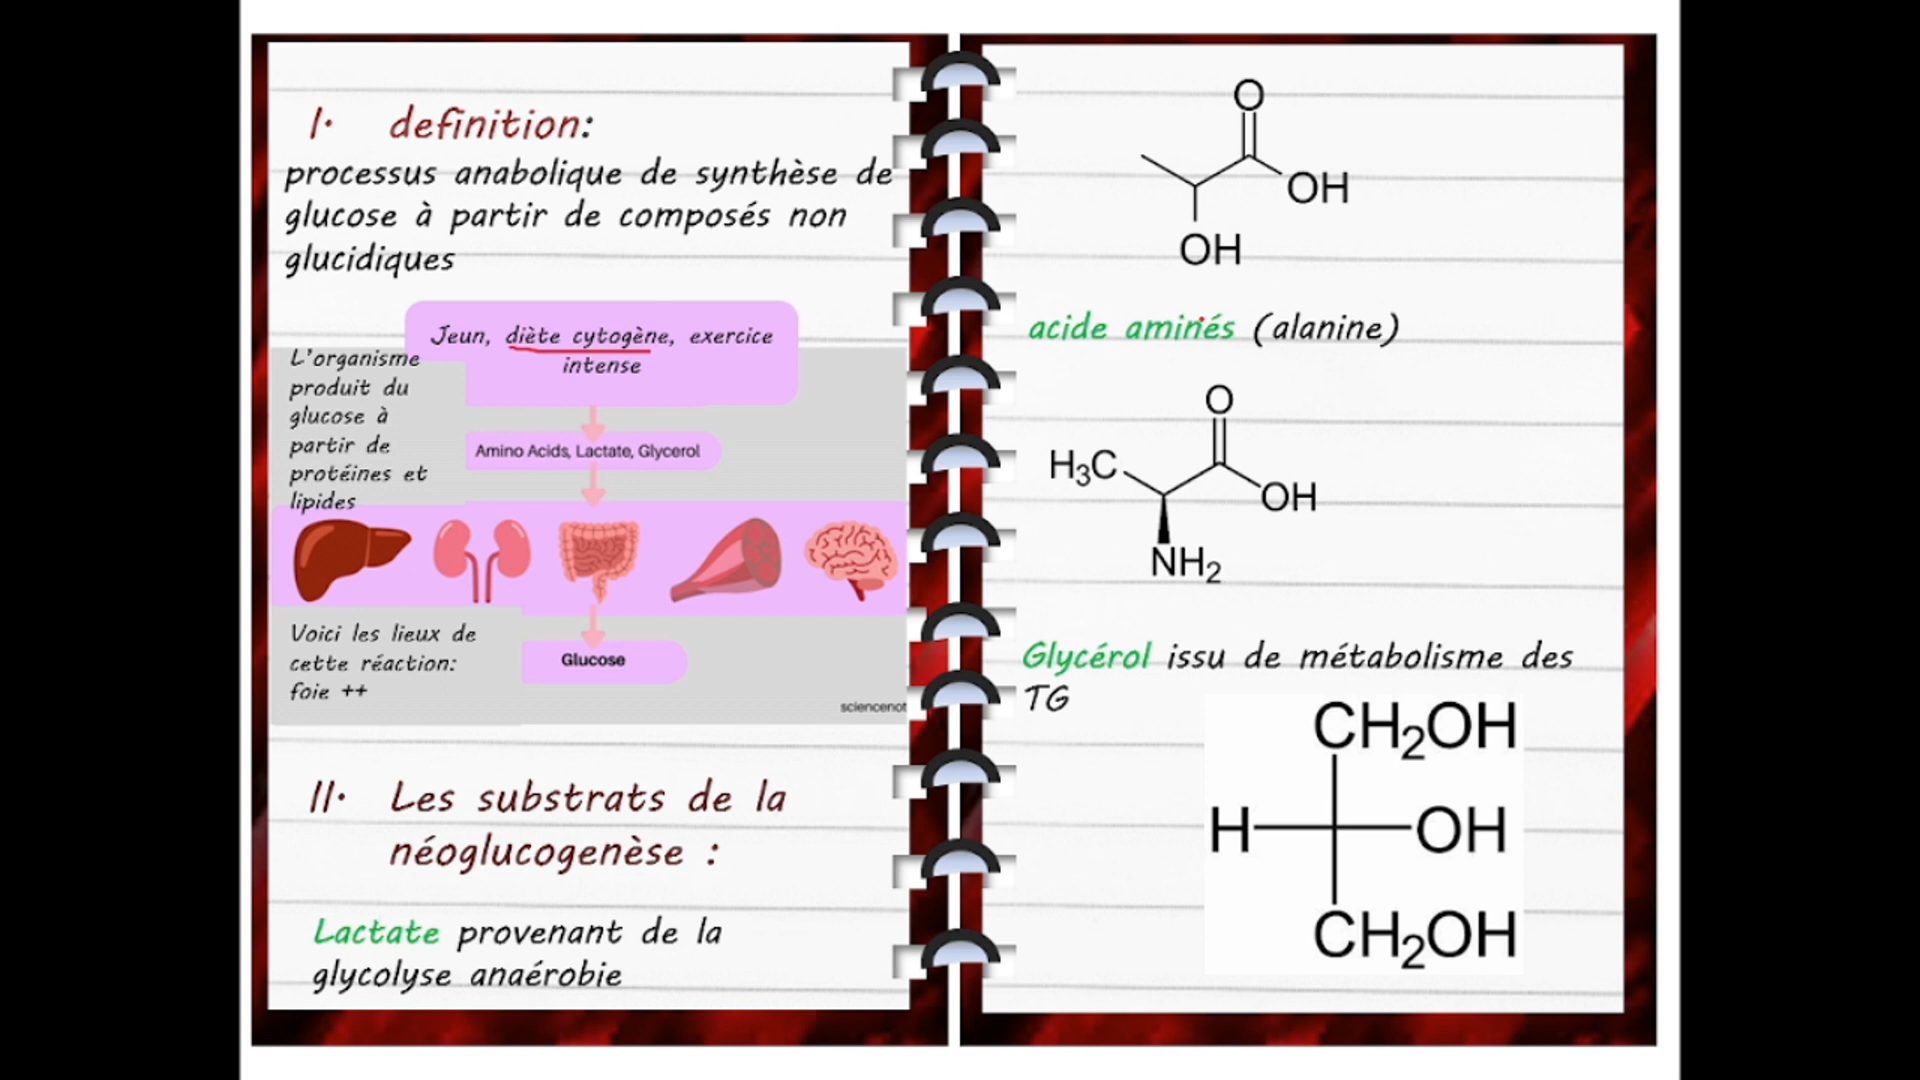 I. definition:
processus anabolique de synthèse de
glucose à partir de composés non
glucidiques
Jeun, diète cytogène, exercice
intense
L'organisme
produit du
glucose à
partir de
protéines et
lipides
Amino Acids, Lactate, Glycerol
Voici les lieux de
cette réaction:
foie ++
Glucose
sciencenot
II. Les substrats de la
néoglucogenèse :
Lactate provenant de la
glycolyse anaérobie
O
OH
OH
acide aminés (alanine)
O
H₃C
OH
NH₂
Glycérol issu de métabolisme des
TG
CH₂OH
H OH
CH₂OH